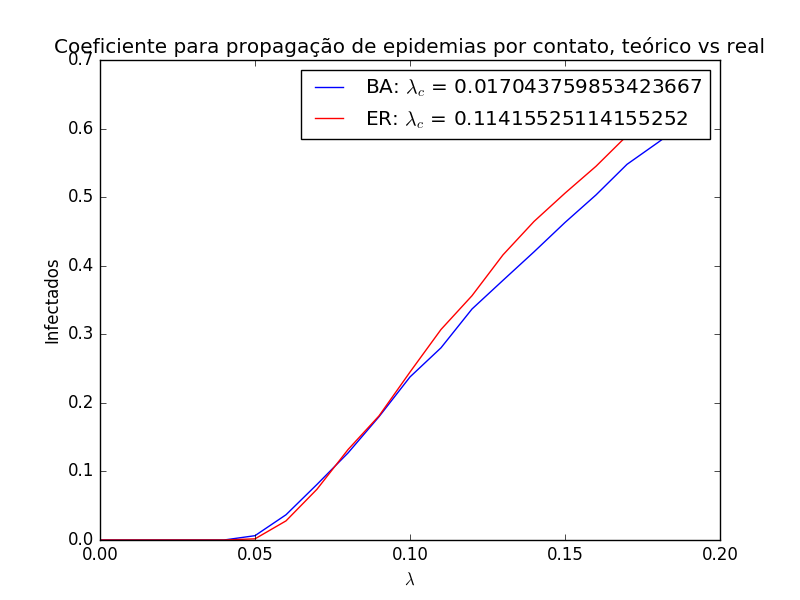 Coeficiente para propagação de epidemias por contato, teórico vs real
BA: λc = 0.017043759853423667
ER: λc = 0.11415525114155252
0.7
0.6
0.5
0.4
0.3
0.2
0.1
0.0
Infectados
0.00 0.05 0.10 0.15 0.20
λ